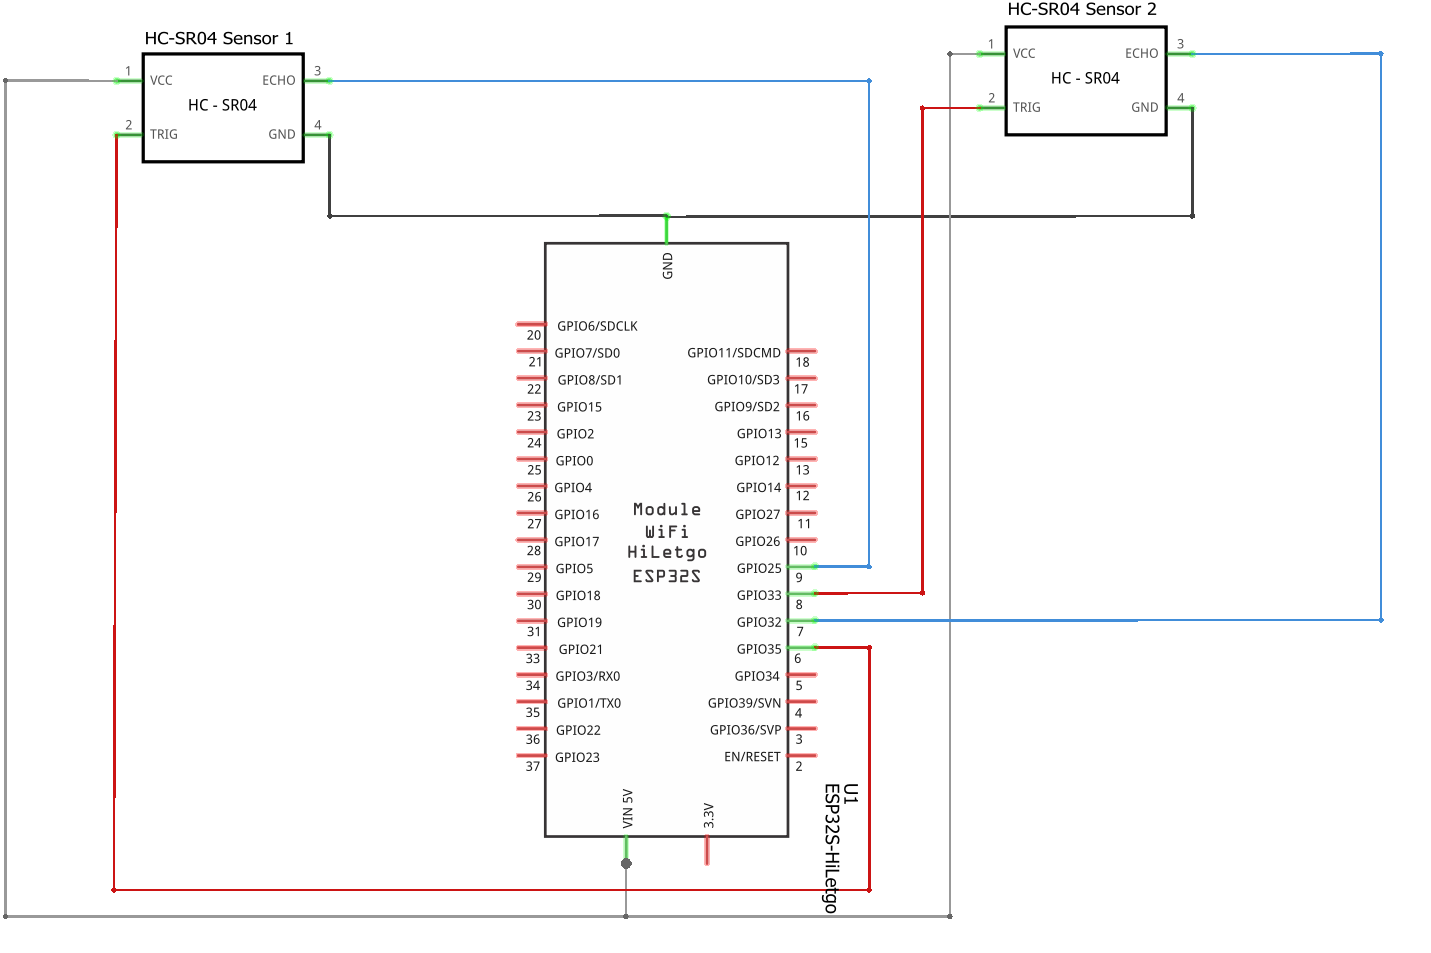 HC-SR04 Sensor 1
1 VCC ECHO 3
HC - SR04
2 TRIG GND 4
HC-SR04 Sensor 2
1 VCC ECHO 3
HC - SR04
2 TRIG GND 4
GND
GPIO6/SDCLK
20
GPIO7/SD0
21
GPIO8/SD1
22
GPIO15
23
GPIO2
24
GPIO0
25
GPIO4
26
GPIO16
27
GPIO17
28
GPIO5
29
GPIO18
30
GPIO19
31
GPIO21
33
GPIO3/RX0
34
GPIO1/TX0
35
GPIO22
36
GPIO23
37
Module
WiFi
HiLetgo
ESP32S
GPIO11/SDCMD
18
GPIO10/SD3
17
GPIO9/SD2
16
GPIO13
15
GPIO12
13
GPIO14
12
GPIO27
11
GPIO26
10
GPIO25
9
GPIO33
8
GPIO32
7
GPIO35
6
GPIO34
5
GPIO39/SVN
4
GPIO36/SVP
3
EN/RESET
2
VIN 5V
3.3V
U1
ESP32S-HiLetgo